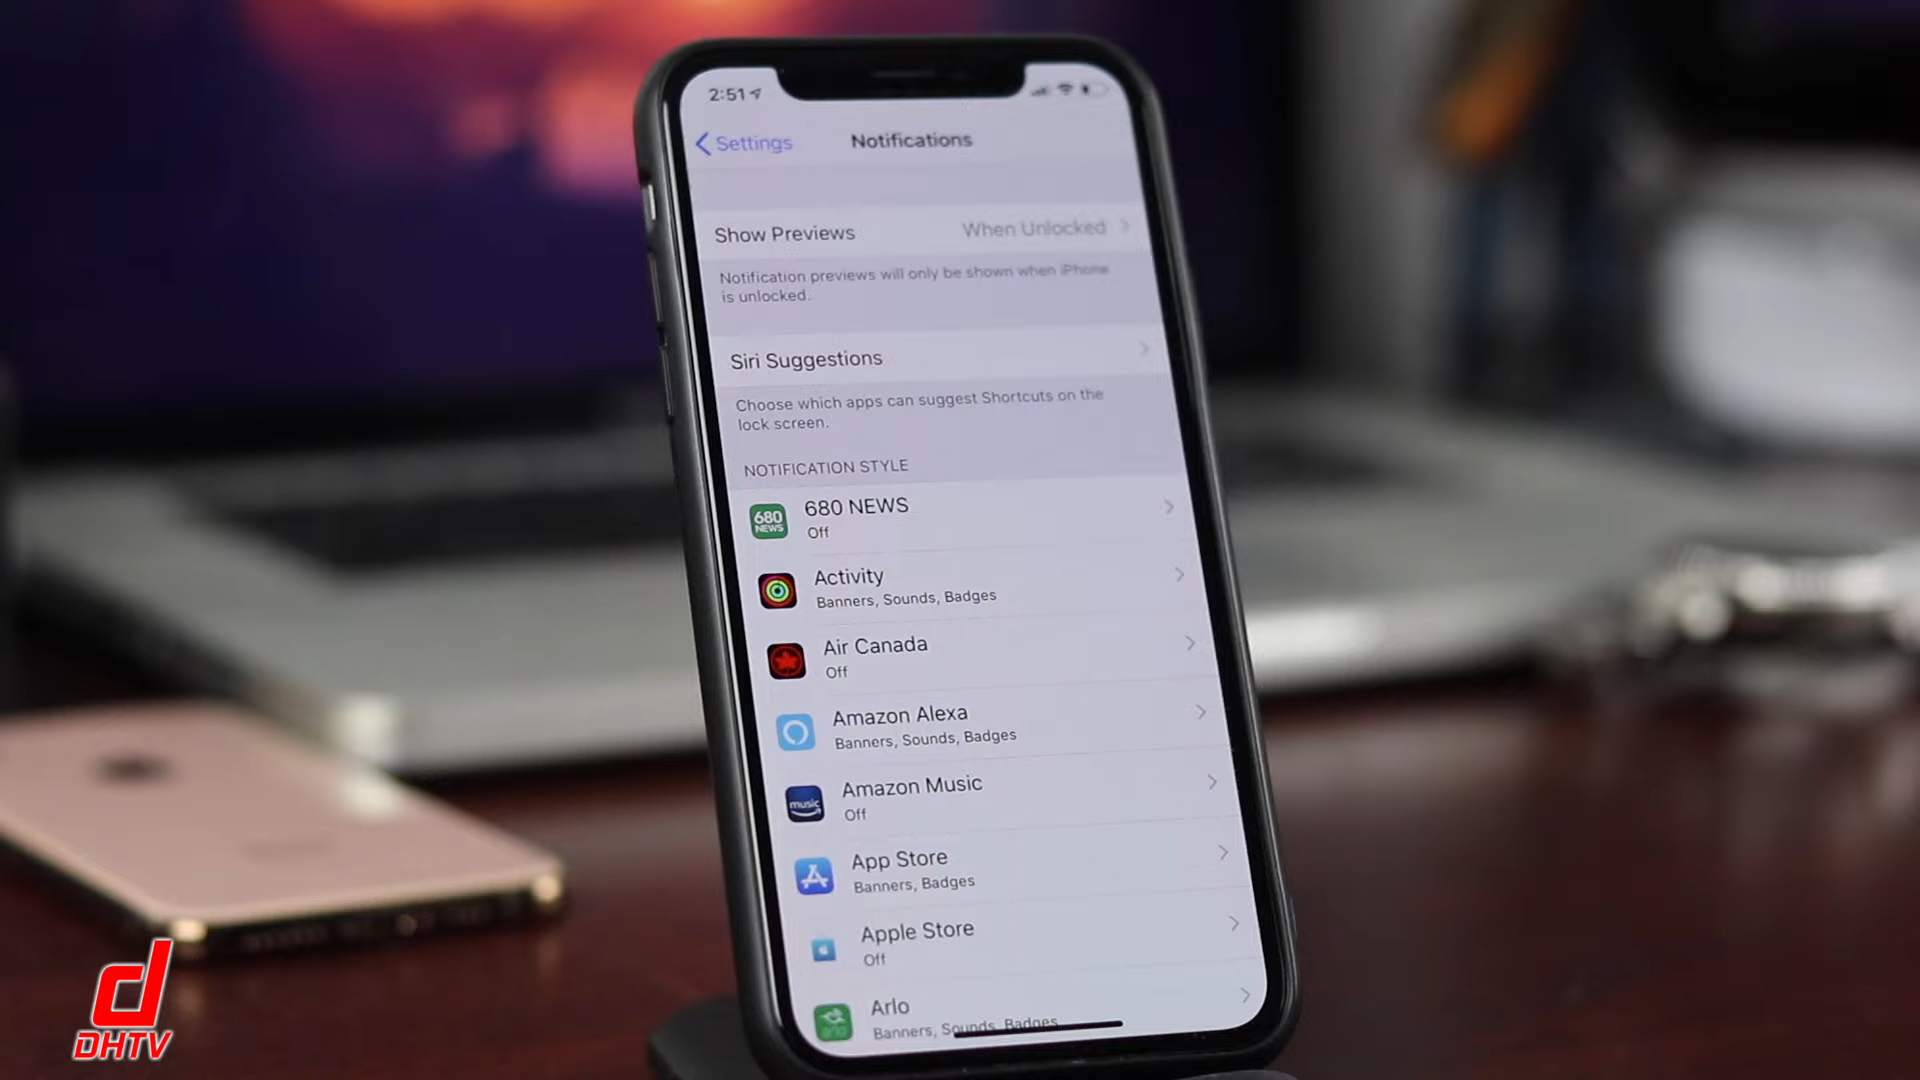 2:51
Settings
Notifications
Show Previews
When Unlocked
Notification previews will only be shown when iPhone
is unlocked.
Siri Suggestions
Choose which apps can suggest Shortcuts on the
lock screen.
NOTIFICATION STYLE
680 NEWS
680
NEWS
Off
Activity
Banners, Sounds, Badges
Air Canada
Off
Amazon Alexa
Banners, Sounds, Badges
music
Amazon Music
Off
App Store
Banners, Badges
Apple Store
Off
Arlo
Banners, Sounds, Badges
d
DHTV